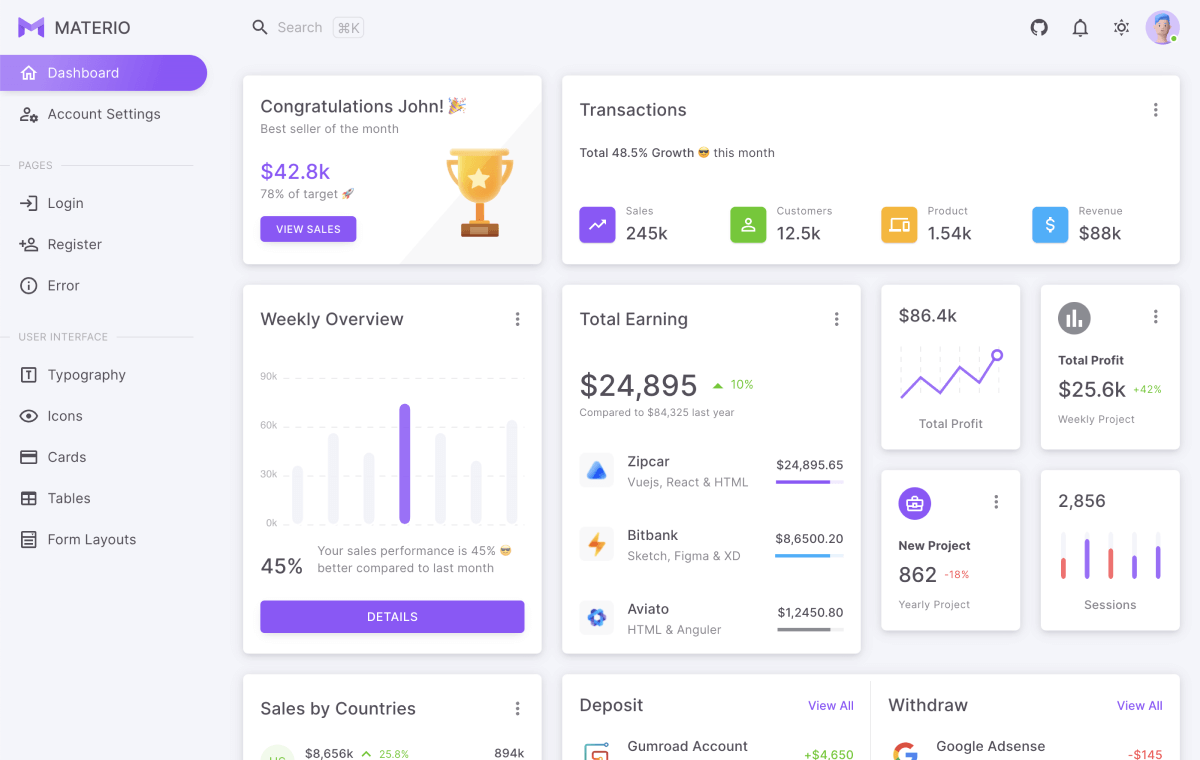 MATERIO
Search ⌘K
Dashboard
Account Settings
PAGES
Login
Register
Error
USER INTERFACE
Typography
Icons
Cards
Tables
Form Layouts
Congratulations John! 🎉
Best seller of the month
$42.8k
78% of target 🚀
VIEW SALES
Transactions
Total 48.5% Growth 😎 this month
Sales
245k
Customers
12.5k
Product
1.54k
Revenue
$88k
Weekly Overview
90k
60k
30k
0k
45%
Your sales performance is 45% 😎
better compared to last month
DETAILS
Total Earning
$24,895 10%
Compared to $84,325 last year
Zipcar
Vuejs, React & HTML
$24,895.65
Bitbank
Sketch, Figma & XD
$8,6500.20
Aviato
HTML & Anguler
$1,2450.80
$86.4k
Total Profit
Total Profit
$25.6k +42%
Weekly Project
New Project
862 -18%
Yearly Project
2,856
Sessions
Sales by Countries
$8,656k 25.8%
894k
Deposit
View All
Gumroad Account
+$4,650
Withdraw
View All
Google Adsense
-$145